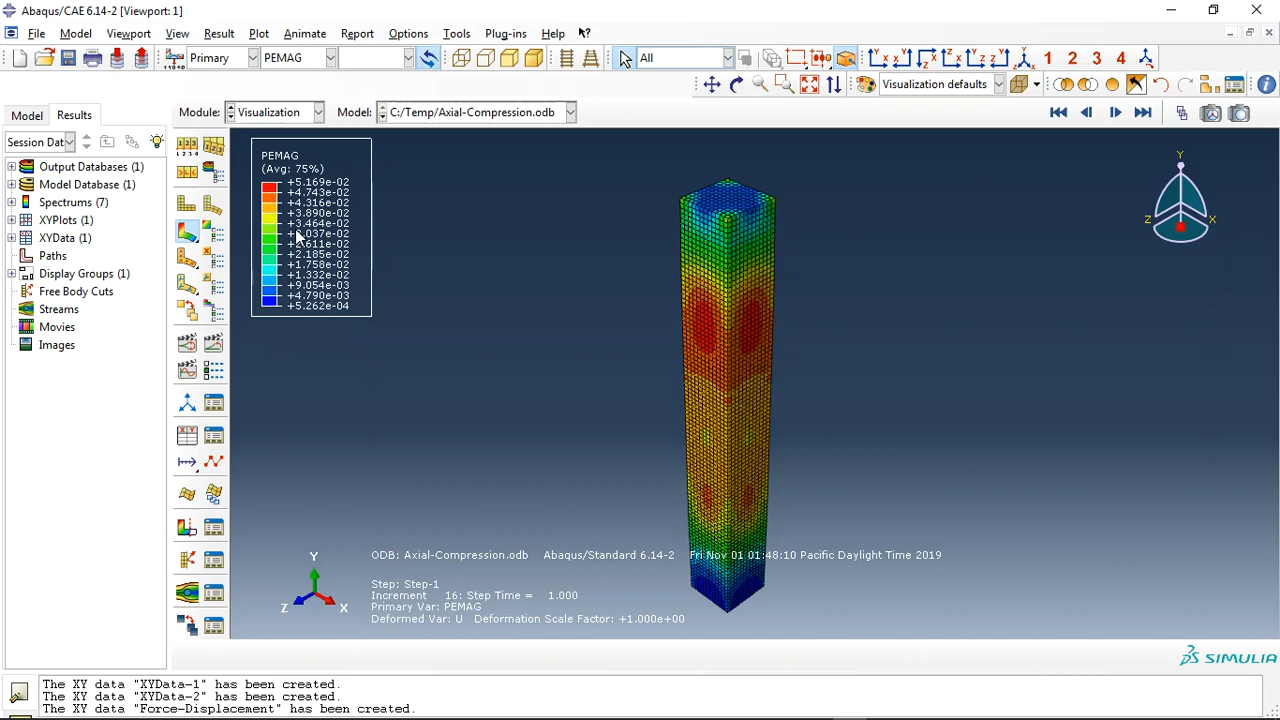 Abaqus/CAE 6.14-2 [Viewport: 1]
File Model Viewport View Result Plot Animate Report Options Tools Plug-ins Help
Primary PEMAG All 1 2 3 4
Visualization defaults
Model Results Module: Visualization Model: C:/Temp/Axial-Compression.odb
Session Dat
Output Databases (1)
Model Database (1)
Spectrums (7)
XYPlots (1)
XYData (1)
Paths
Display Groups (1)
Free Body Cuts
Streams
Movies
Images
PEMAG
(Avg: 75%)
+5.169e-02
+4.743e-02
+4.316e-02
+3.890e-02
+3.464e-02
+2.185e-02
+1.758e-02
+1.332e-02
+9.054e-03
+4.790e-03
+5.262e-04
Y
Z X
Y
Z X
ODB: Axial-Compression.odb Abaqus/Standard 6.14-2 Fri Nov 01 01:48:10 Pacific Daylight Time 2019
Step: Step-1
Increment 16: Step Time = 1.000
Primary Var: PEMAG
Deformed Var: U Deformation Scale Factor: +1.000e+00
SIMULIA
The XY data "XYData-1" has been created.
The XY data "XYData-2" has been created.
The XY data "Force-Displacement" has been created.